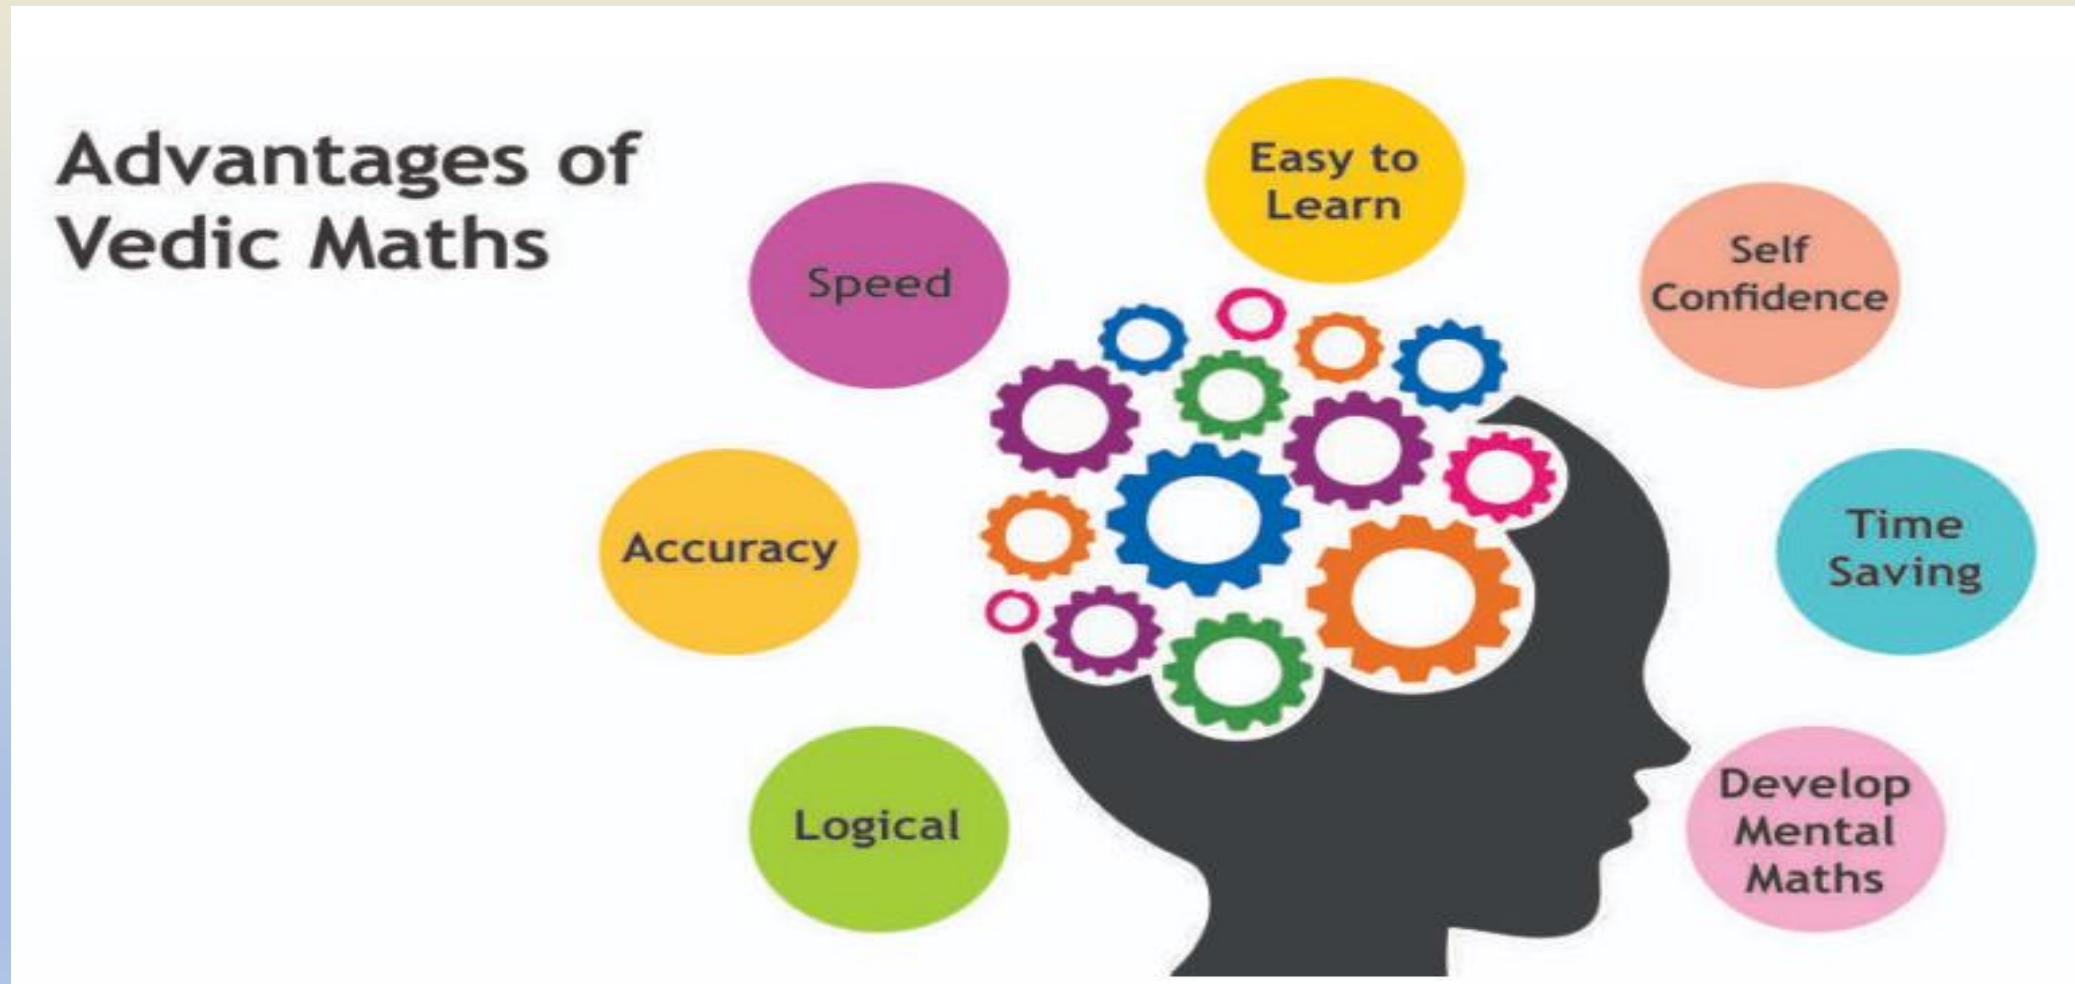 Advantages of
Vedic Maths
Easy to
Learn
Speed
Self
Confidence
Accuracy
Time
Saving
Logical
Develop
Mental
Maths